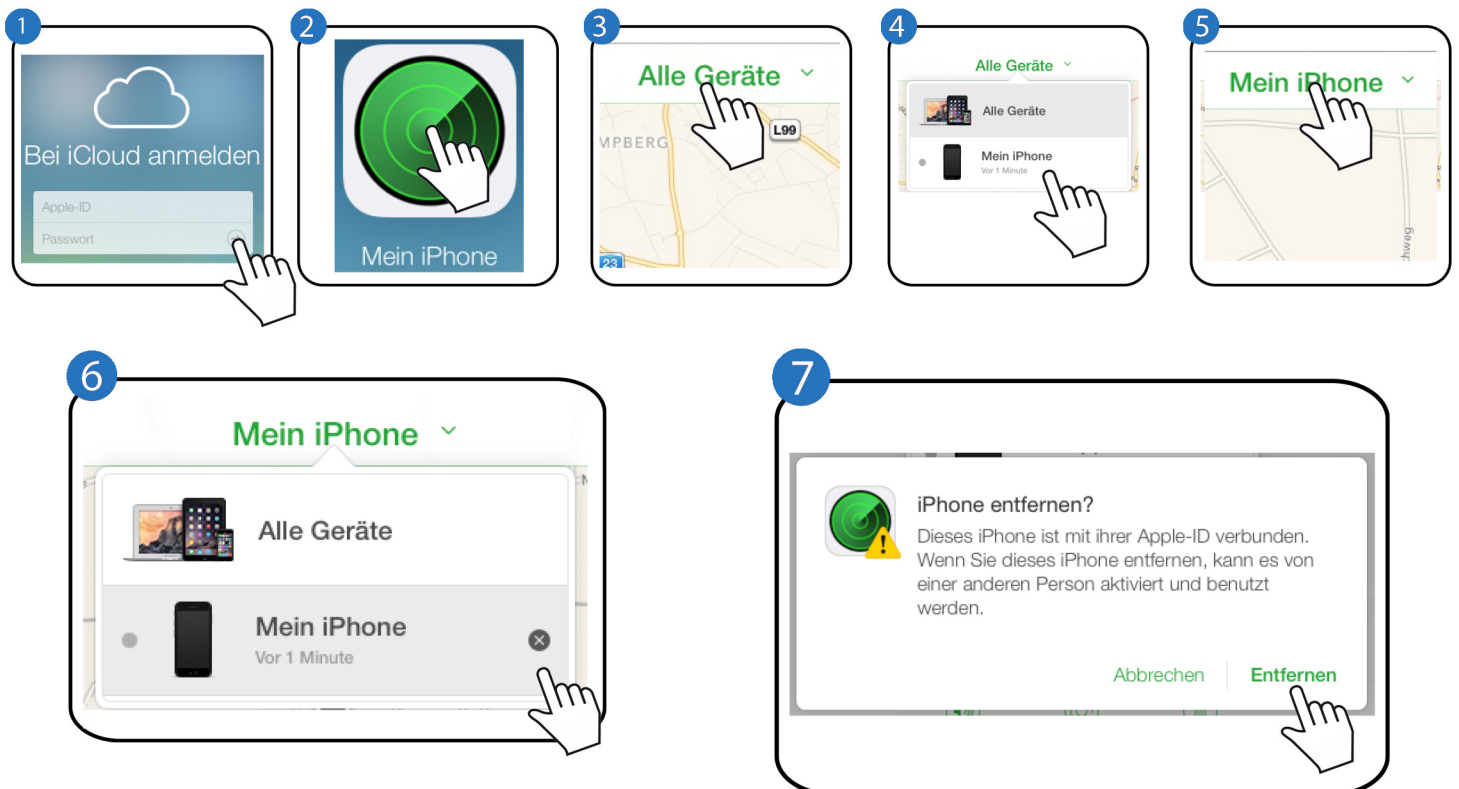 1
Bei iCloud anmelden
Apple-ID
Passwort
2
Mein iPhone
3
Alle Geräte
MPBERG
L99
23
4
Alle Geräte
Alle Geräte
Mein iPhone
Vor 1 Minute
5
Mein iPhone
chweg
6
Mein iPhone
Alle Geräte
Mein iPhone
Vor 1 Minute
7
iPhone entfernen?
Dieses iPhone ist mit ihrer Apple-ID verbunden.
Wenn Sie dieses iPhone entfernen, kann es von
einer anderen Person aktiviert und benutzt
werden.
Abbrechen
Entfernen